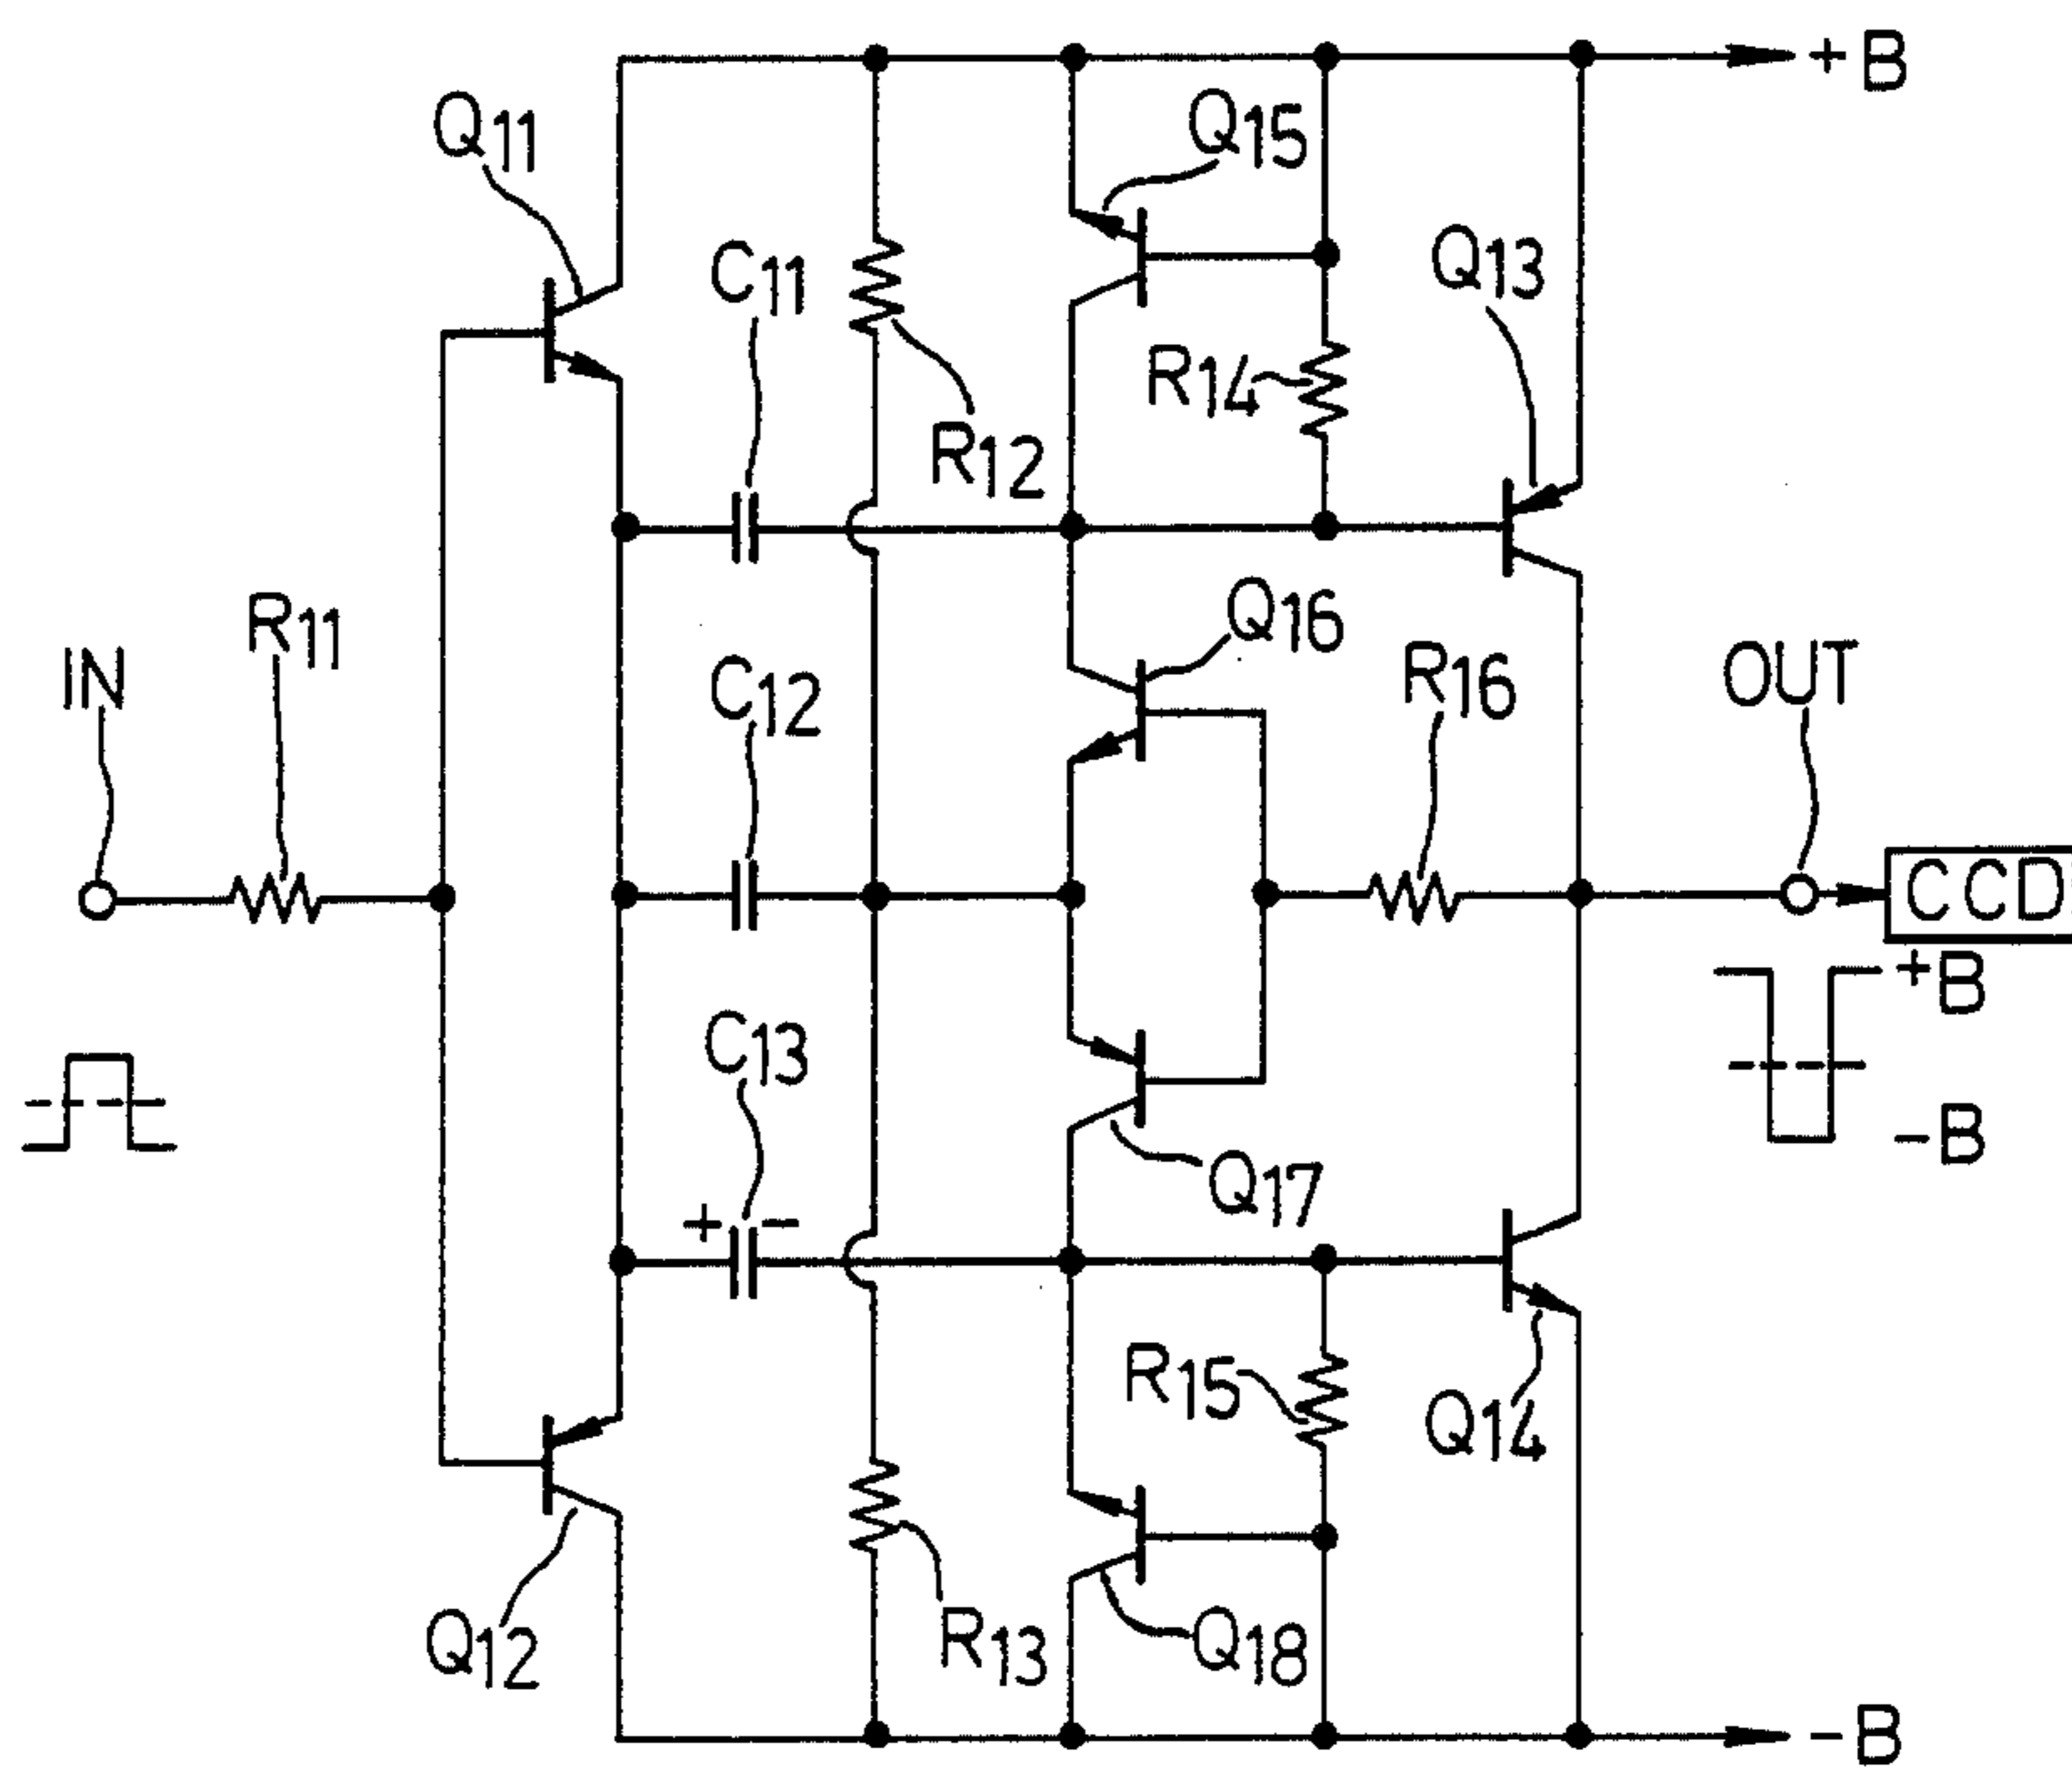 +B
Q11
Q15
C11
Q13
R14
R12
Q16
R11
IN
C12
R16
OUT
CCD
+B
C13
-B
Q17
+ -
R15
Q14
Q12
R13
Q18
-B